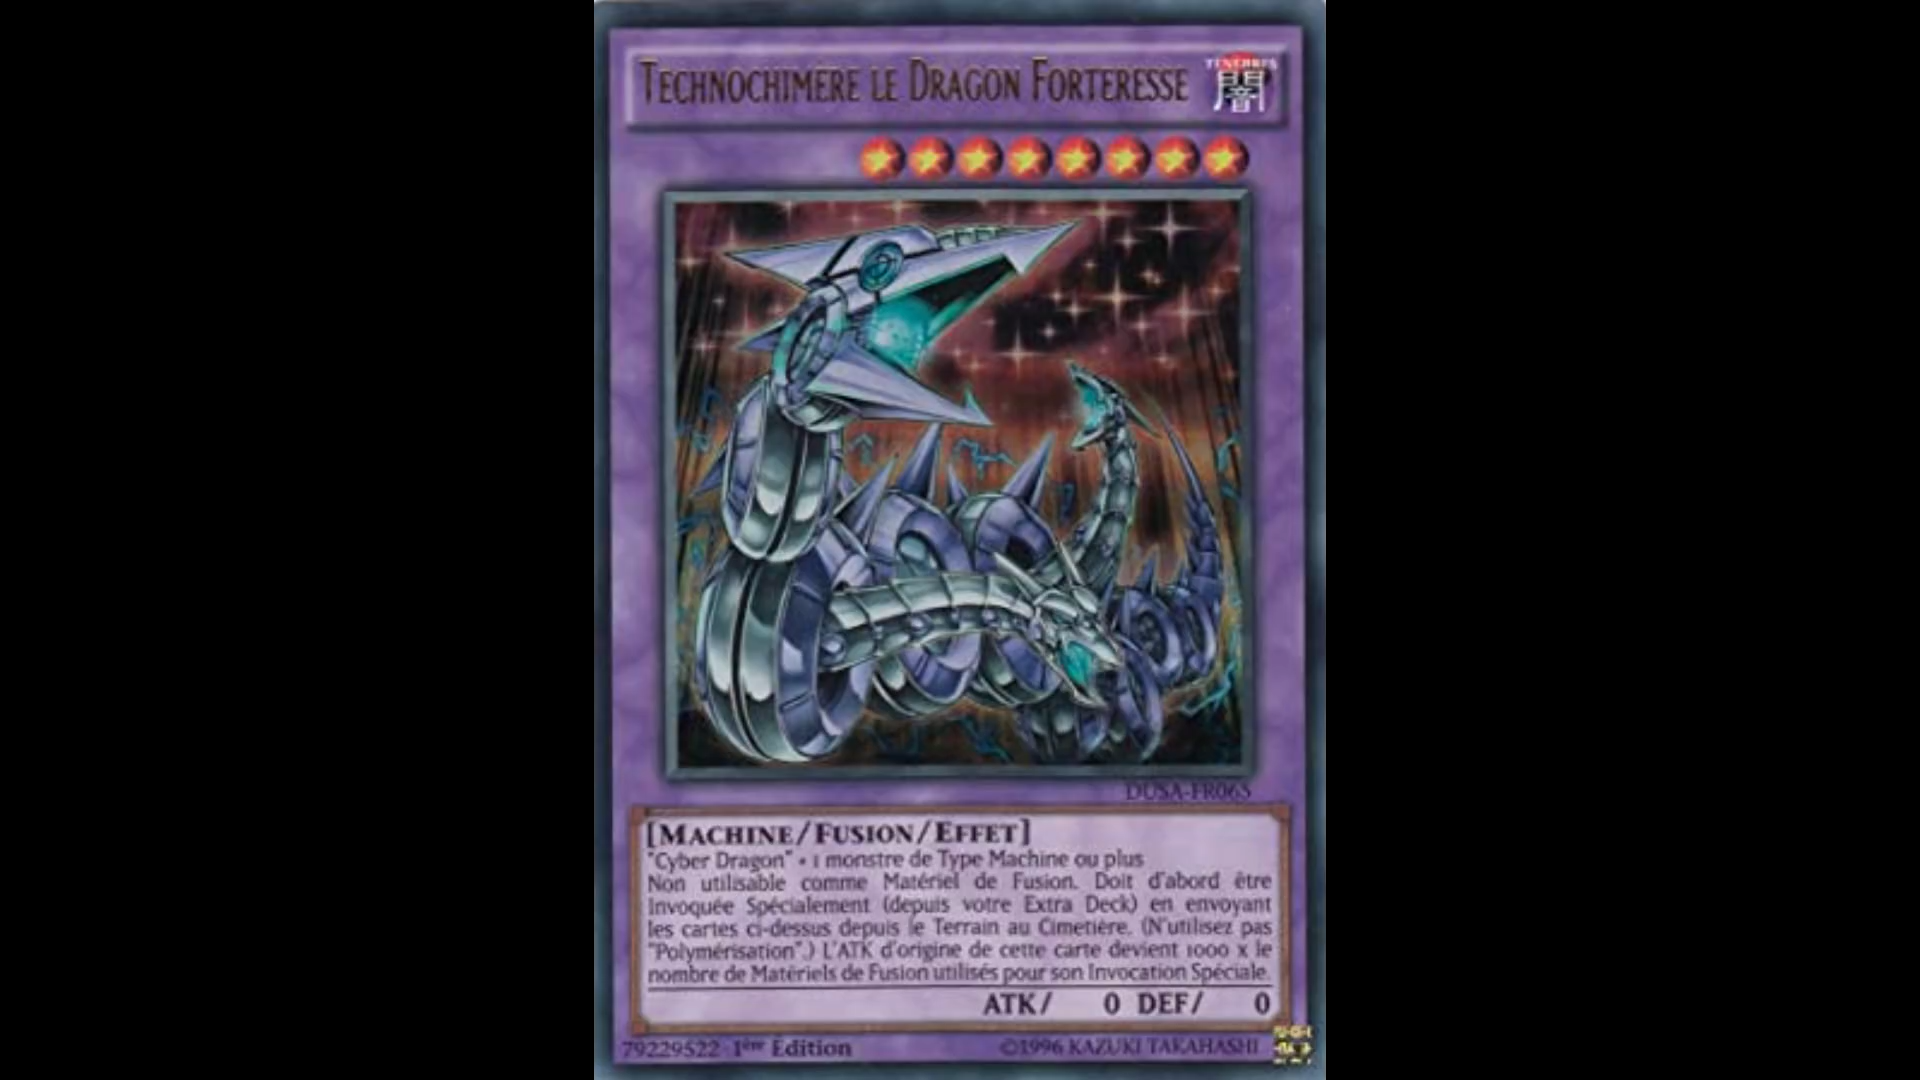 TECHNOCHIMÈRE LE DRAGON FORTERESSE
TENEBRES
闇
DUSA-FR065
[MACHINE/FUSION/EFFET]
"Cyber Dragon" + 1 monstre de Type Machine ou plus
Non utilisable comme Matériel de Fusion. Doit d'abord être
Invoquée Spécialement (depuis votre Extra Deck) en envoyant
les cartes ci-dessus depuis le Terrain au Cimetière. (N'utilisez pas
"Polymérisation".) L'ATK d'origine de cette carte devient 1000 x le
nombre de Matériels de Fusion utilisés pour son Invocation Spéciale.
ATK/ 0 DEF/ 0
79229522 1ère Édition ©1996 KAZUKI TAKAHASHI